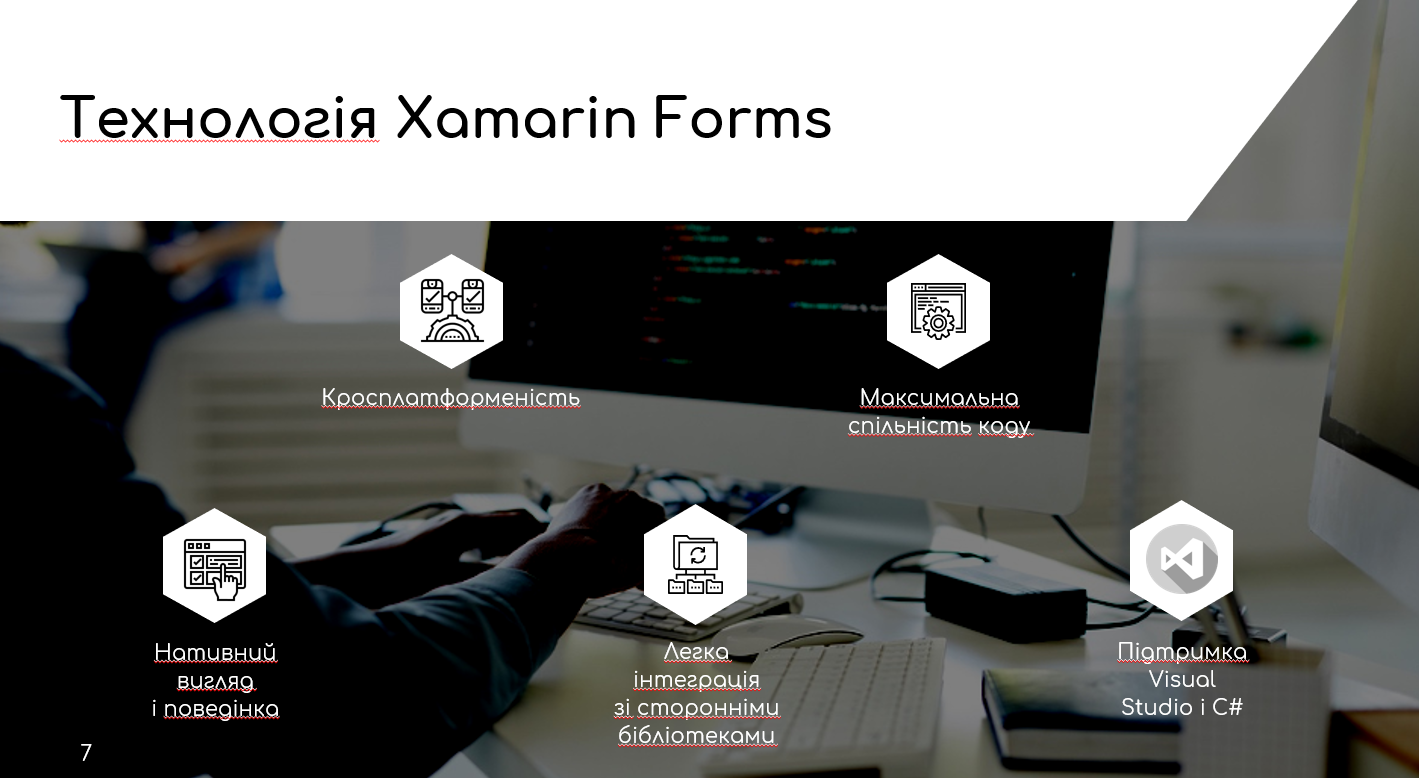 Технологія Xamarin Forms
Кросплатформеність
Максимальна
спільність коду
Нативний
вигляд
і поведінка
Легка
інтеграція
зі сторонніми
бібліотеками
Підтримка
Visual
Studio і C#
7